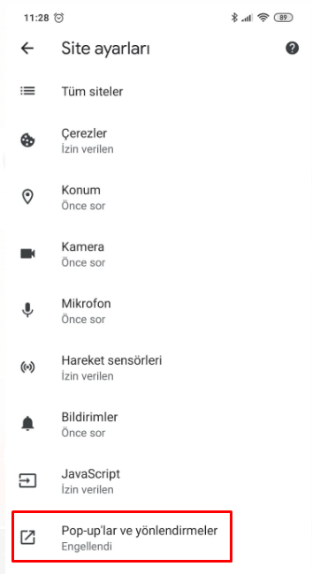 11:28
89
Site ayarları
Tüm siteler
Çerezler
İzin verilen
Konum
Önce sor
Kamera
Önce sor
Mikrofon
Önce sor
Hareket sensörleri
İzin verilen
Bildirimler
Önce sor
JavaScript
İzin verilen
Pop-up'lar ve yönlendirmeler
Engellendi